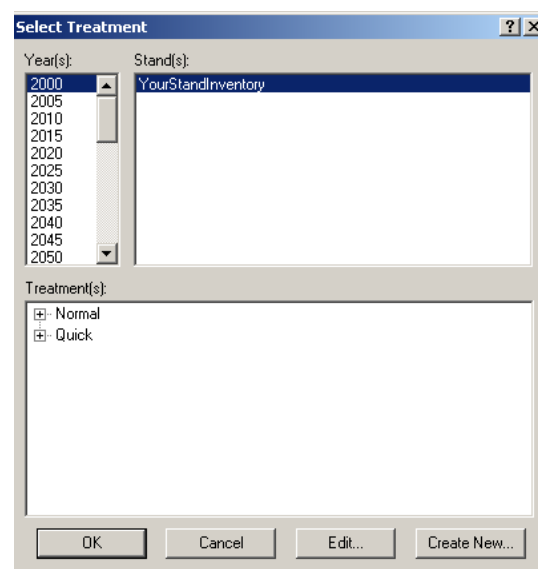 Select Treatment
Year(s):
Stand(s):
2000
2005
2010
2015
2020
2025
2030
2035
2040
2045
2050
YourStandInventory
Treatment(s):
Normal
Quick
OK
Cancel
Edit...
Create New...